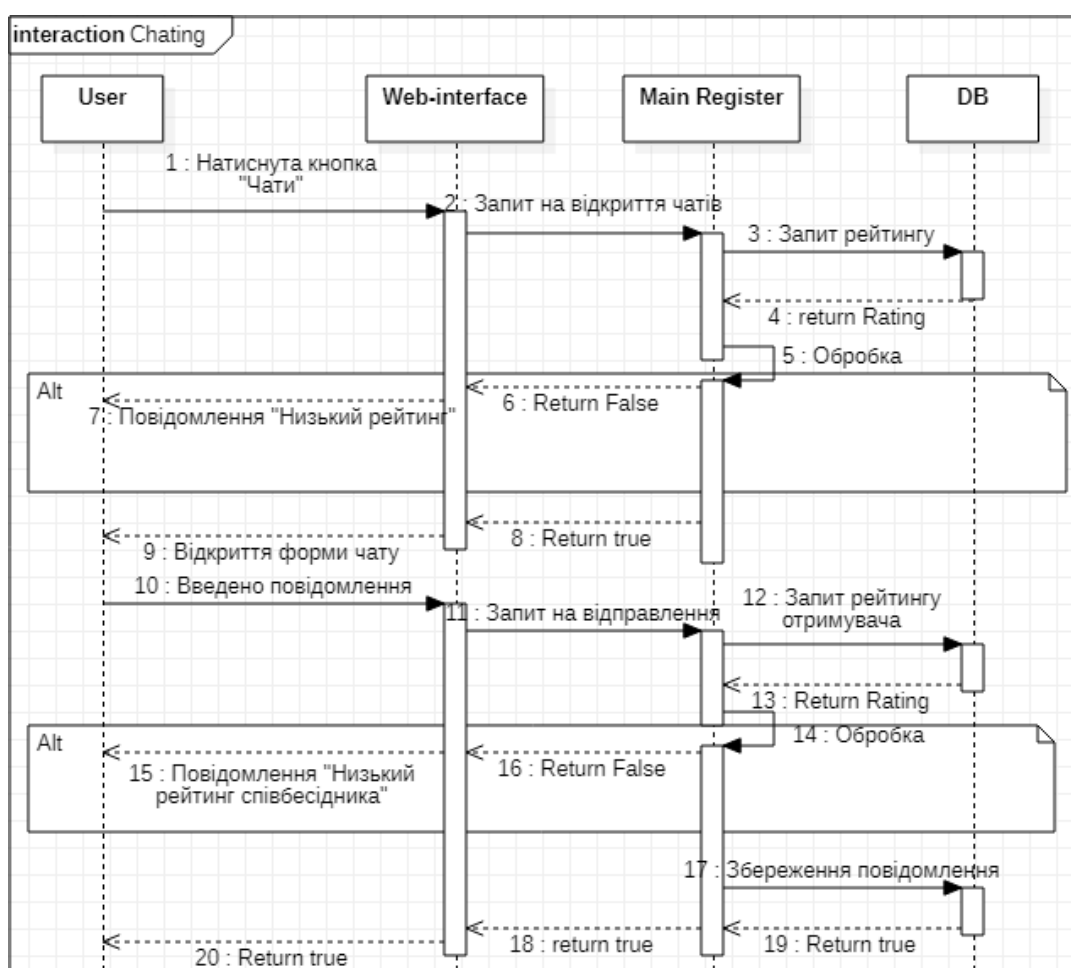 interaction Chating
User
Web-interface
Main Register
DB
1 : Натиснута кнопка
"Чати"
2 : Запит на відкриття чатів
3 : Запит рейтингу
4 : return Rating
5 : Обробка
Alt
6 : Return False
7 : Повідомлення "Низький рейтинг"
8 : Return true
9 : Відкриття форми чату
10 : Введено повідомлення
11 : Запит на відправлення
12 : Запит рейтингу
отримувача
13 : Return Rating
14 : Обробка
Alt
15 : Повідомлення "Низький
рейтинг співбесідника"
16 : Return False
17 : Збереження повідомлення
18 : return true
19 : Return true
20 : Return true